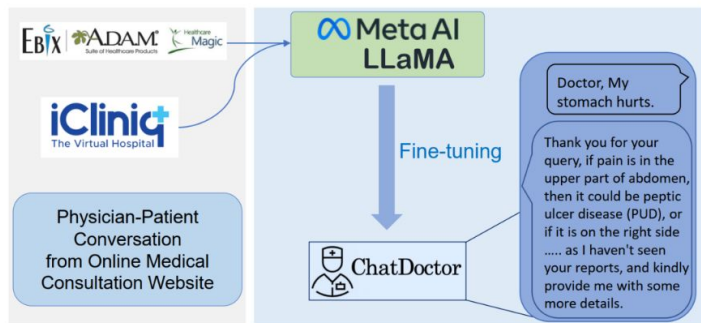 EBIX
ADAM®
Suite of Healthcare Products
Healthcare
Magic
iCliniq
The Virtual Hospital
Physician-Patient
Conversation
from Online Medical
Consultation Website
Meta AI
LLaMA
Fine-tuning
ChatDoctor
Doctor, My
stomach hurts.
Thank you for your
query, if pain is in the
upper part of abdomen,
then it could be peptic
ulcer disease (PUD), or
if it is on the right side
..... as I haven't seen
your reports, and kindly
provide me with some
more details.